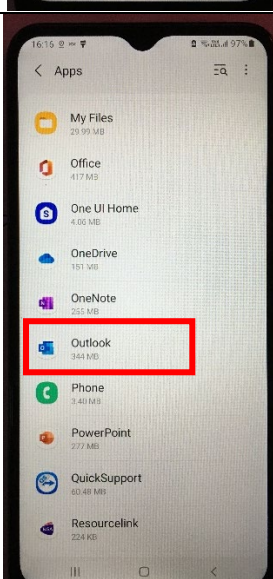 16:16
97%
Apps
My Files
29.99 MB
Office
417 MB
One UI Home
4.06 MB
OneDrive
151 MB
OneNote
255 MB
Outlook
344 MB
Phone
3.40 MB
PowerPoint
277 MB
QuickSupport
60.48 MB
Resourcelink
224 KB